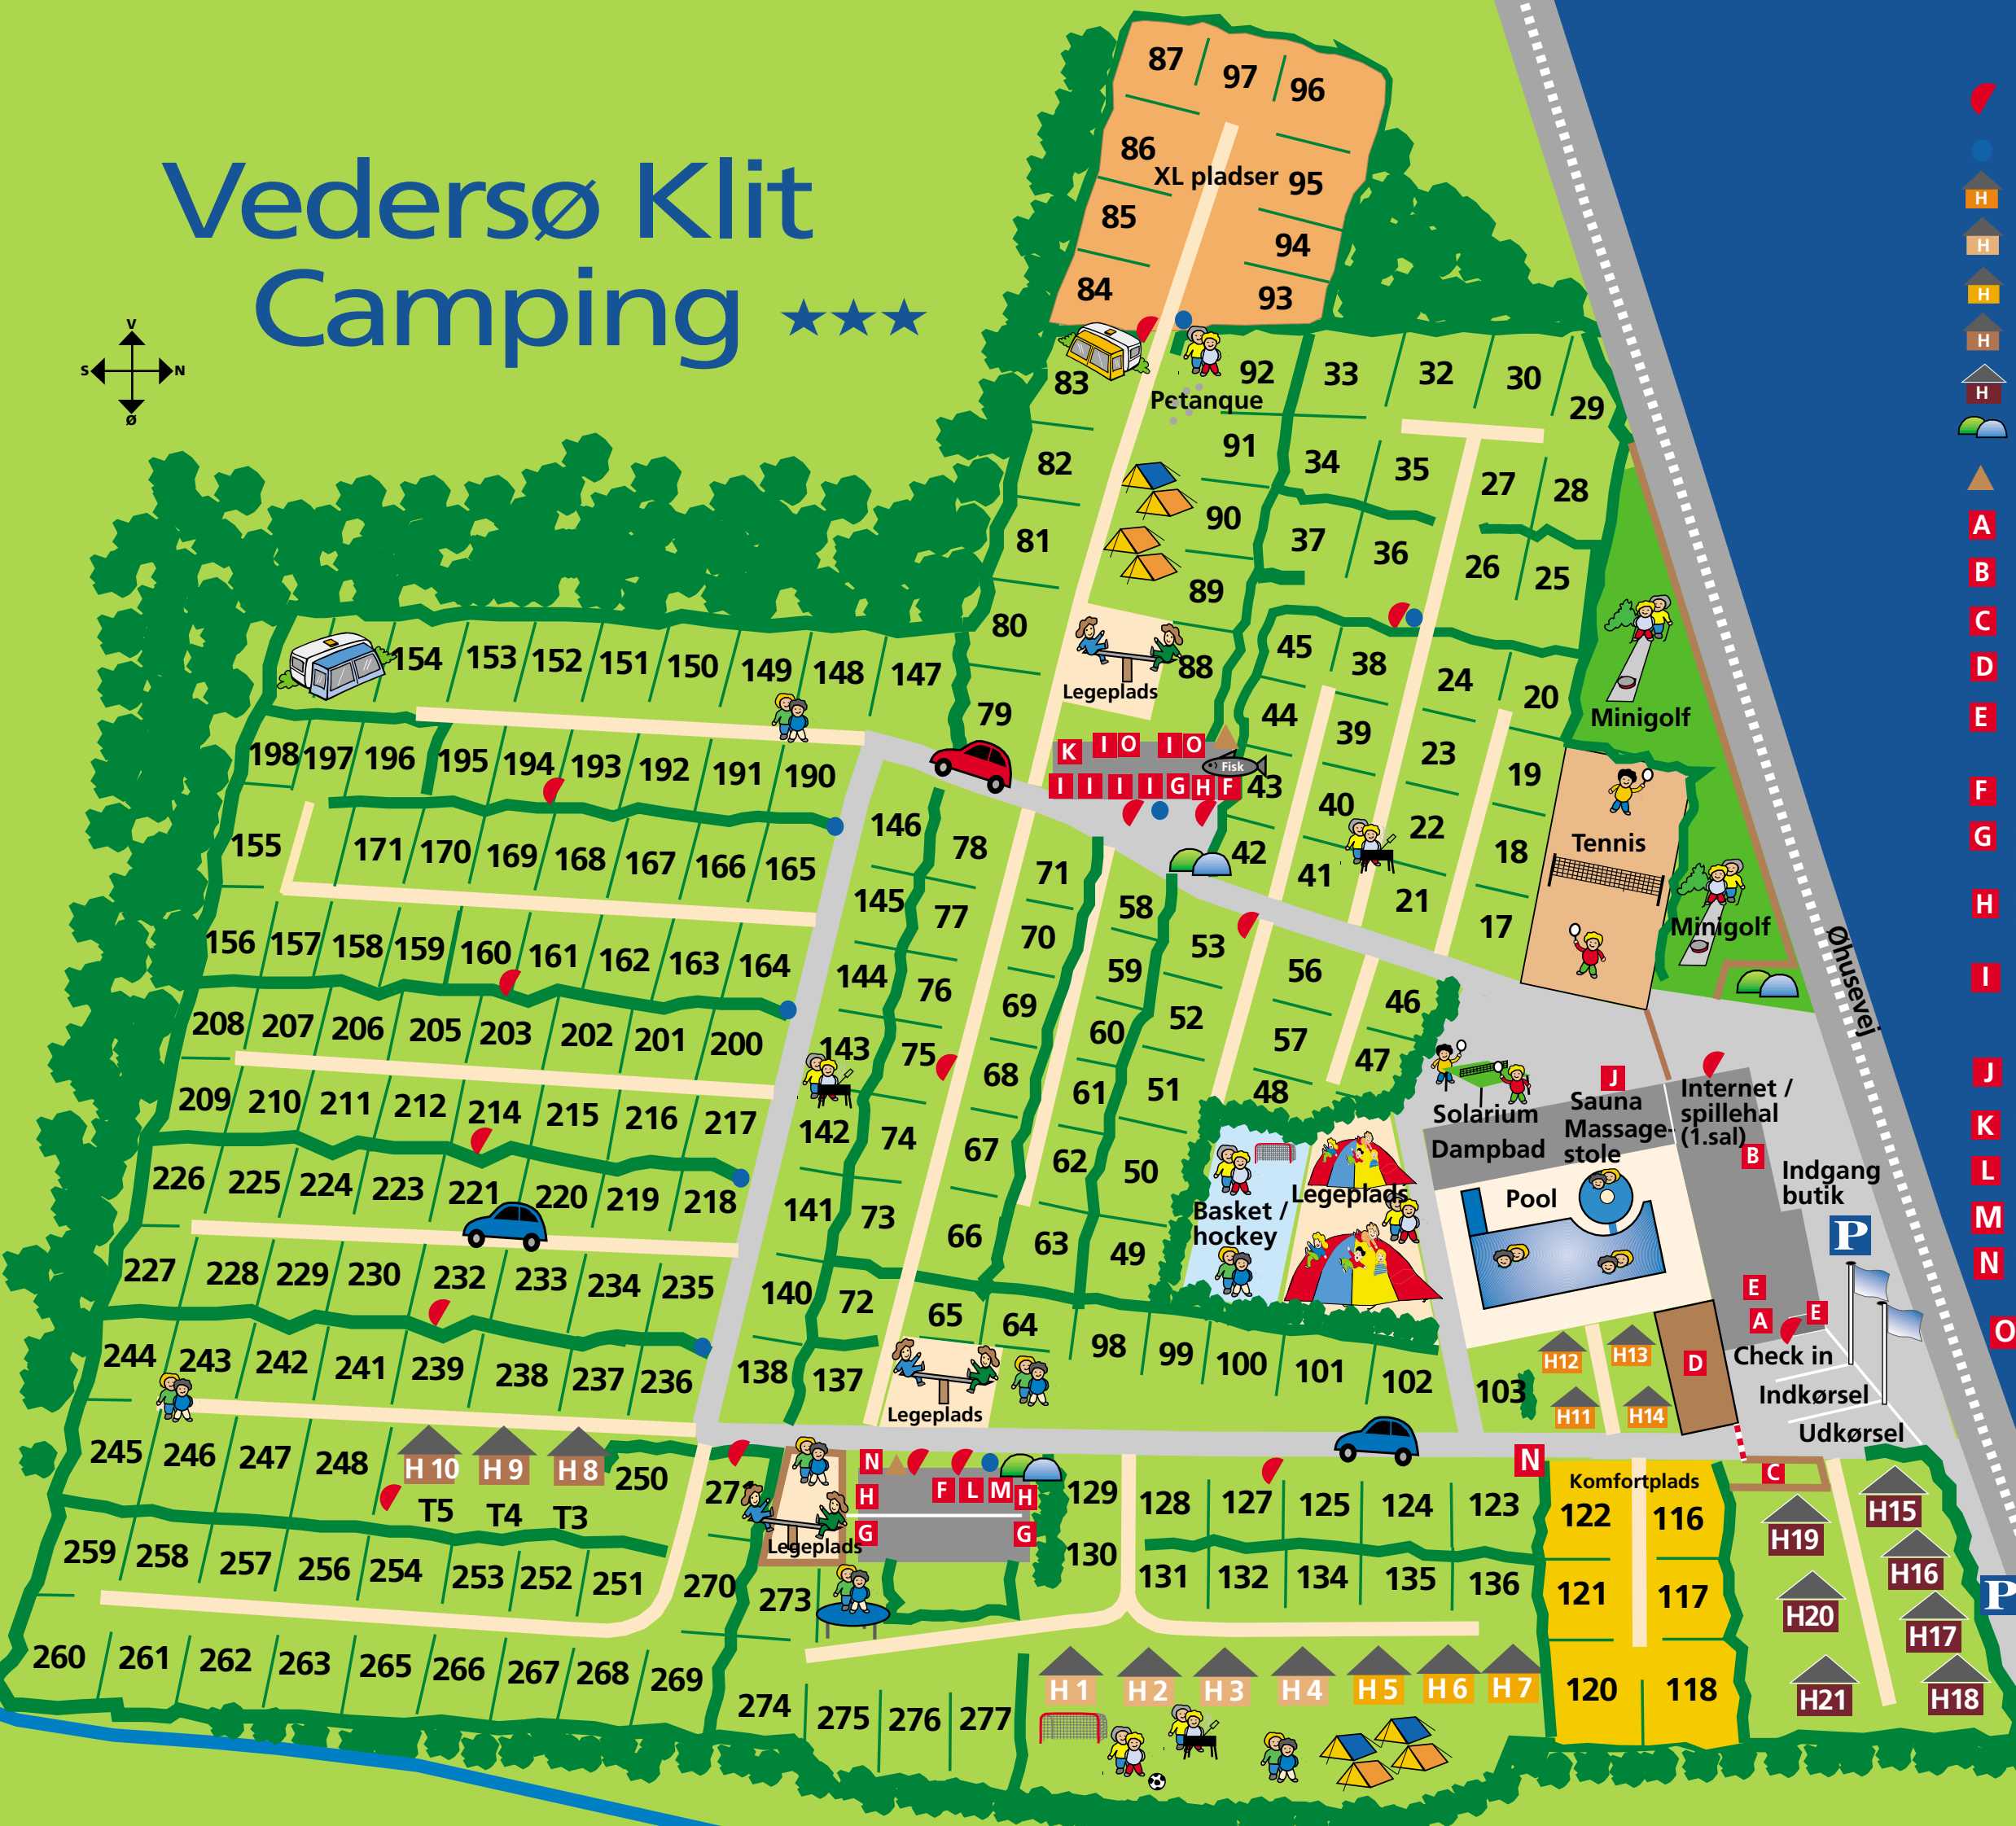 Vedersø Klit
Camping
V
S N
Ø
87 97 96
86
XL pladser 95
85
94
84 93
83 92 33 32 30 29
Petanque
82 91 34 35 27 28
81 90 37 36 26 25
80 89
88 45 38 24 20
Legeplads
Minigolf
79 44 39 23 19
K I O I O
Fisk
I I I I G H F 43
40 22 18
Tennis
42 41 21 17
Minigolf
Øhusevej
154 153 152 151 150 149 148 147
198 197 196 195 194 193 192 191 190
155 171 170 169 168 167 166 165
156 157 158 159 160 161 162 163 164
208 207 206 205 203 202 201 200
209 210 211 212 214 215 216 217
226 225 224 223 221 220 219 218
227 228 229 230 232 233 234 235
244 243 242 241 239 238 237 236
245 246 247 248 H 10 H 9 H 8 250
T5 T4 T3
259 258 257 256 254 253 252 251
260 261 262 263 265 266 267 268 269
146 78 71 58 53 56 46
145 77 70 59 52 57 47
144 76 69 60 51 48
143 75 68 61 50
142 74 67 62 49
141 73 66 63
140 72 65 64
138 137
Legeplads
98 99 100 101 102 103
Basket /
hockey
Legeplads
Solarium
Dampbad
J
Sauna
Massage-
stole
Internet /
spillehal
(1.sal)
B
Indgang
butik
P
Pool
E
A E
Check in
D
Indkørsel
Udkørsel
H12 H13
H11 H14
271 270 273
Legeplads
N
H F L M H
G G
129 128 127 125 124 123
130 131 132 134 135 136
N
Komfortplads
122 116
121 117
120 118
C
H15
H19
H16
H20
H17
H21 H18
P
274 275 276 277
H 1 H 2 H 3 H 4 H 5 H 6 H 7
H
H
H
H
H
A
B
C
D
E
F
G
H
I
J
K
L
M
N
O